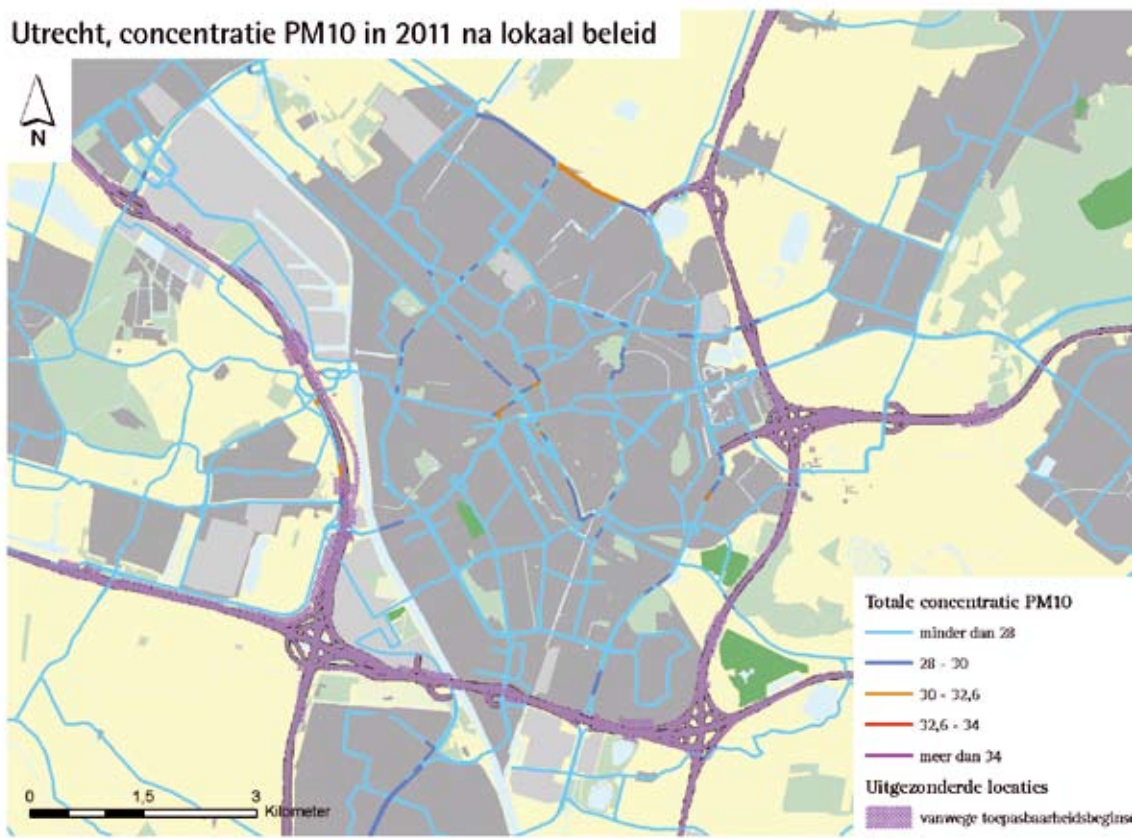 Utrecht, concentratie PM10 in 2011 na lokaal beleid
N
Totale concentratie PM10
minder dan 28
28 - 30
30 - 32,6
32,6 - 34
meer dan 34
Uitgezonderde locaties
vanwege
0 1,5 3
Kilometer